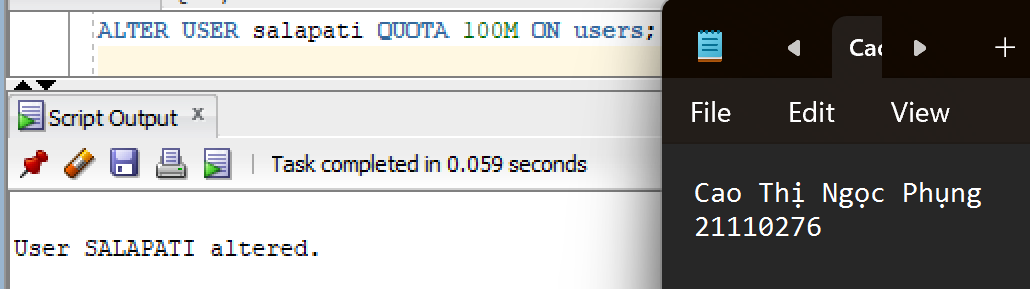 ALTER USER salapati QUOTA 100M ON users;
Script Output x
Task completed in 0.059 seconds
User SALAPATI altered.
File Edit View
Cao Thị Ngọc Phụng
21110276